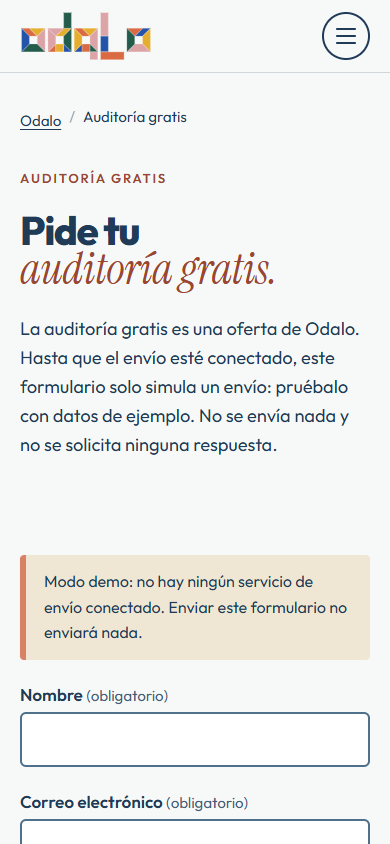 odalo
Odalo / Auditoría gratis
AUDITORÍA GRATIS
Pide tu
auditoría gratis.
La auditoría gratis es una oferta de Odalo.
Hasta que el envío esté conectado, este
formulario solo simula un envío: pruébalo
con datos de ejemplo. No se envía nada y
no se solicita ninguna respuesta.
Modo demo: no hay ningún servicio de
envío conectado. Enviar este formulario no
enviará nada.
Nombre (obligatorio)
Correo electrónico (obligatorio)